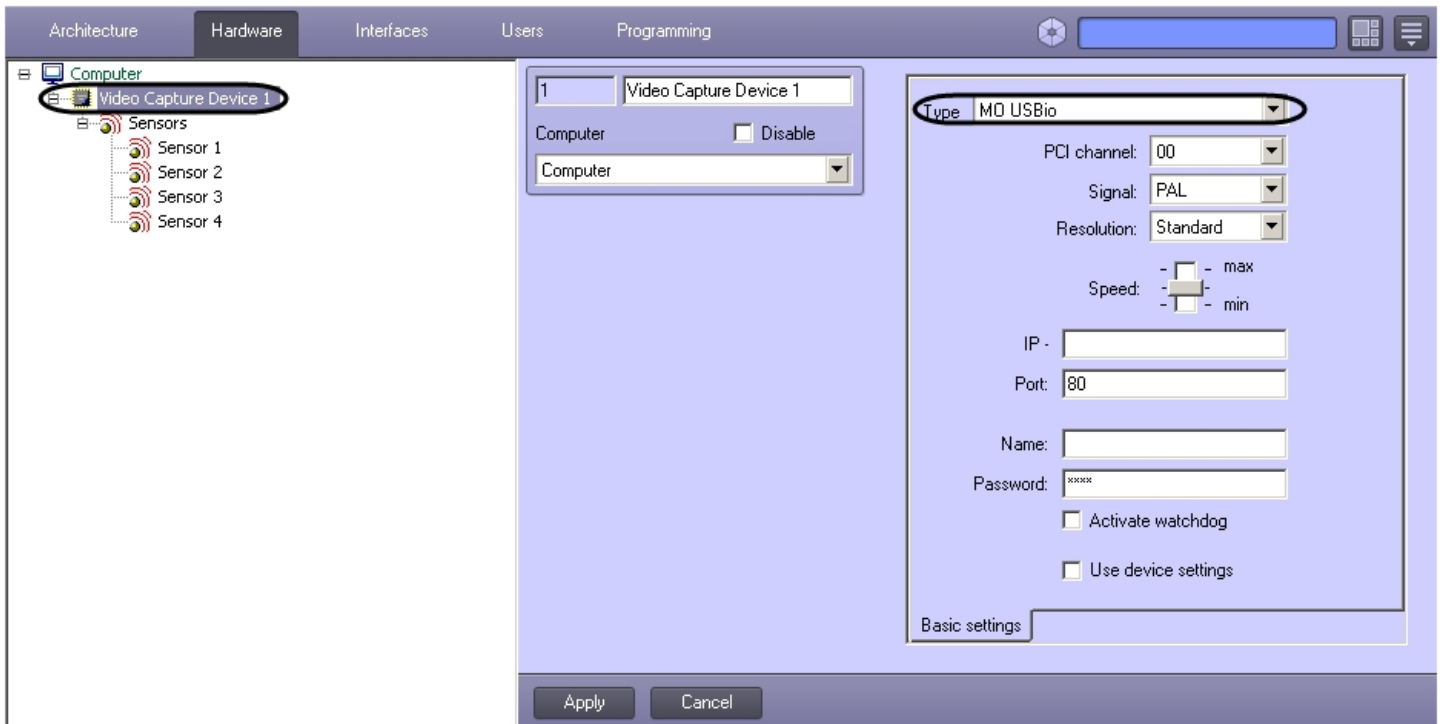 Architecture Hardware Interfaces Users Programming
Computer
Video Capture Device 1
Sensors
Sensor 1
Sensor 2
Sensor 3
Sensor 4
1 Video Capture Device 1
Computer Disable
Computer
Type MO USBio
PCI channel: 00
Signal: PAL
Resolution: Standard
max
Speed:
min
IP -
Port: 80
Name:
Password: ××××
Activate watchdog
Use device settings
Basic settings
Apply Cancel